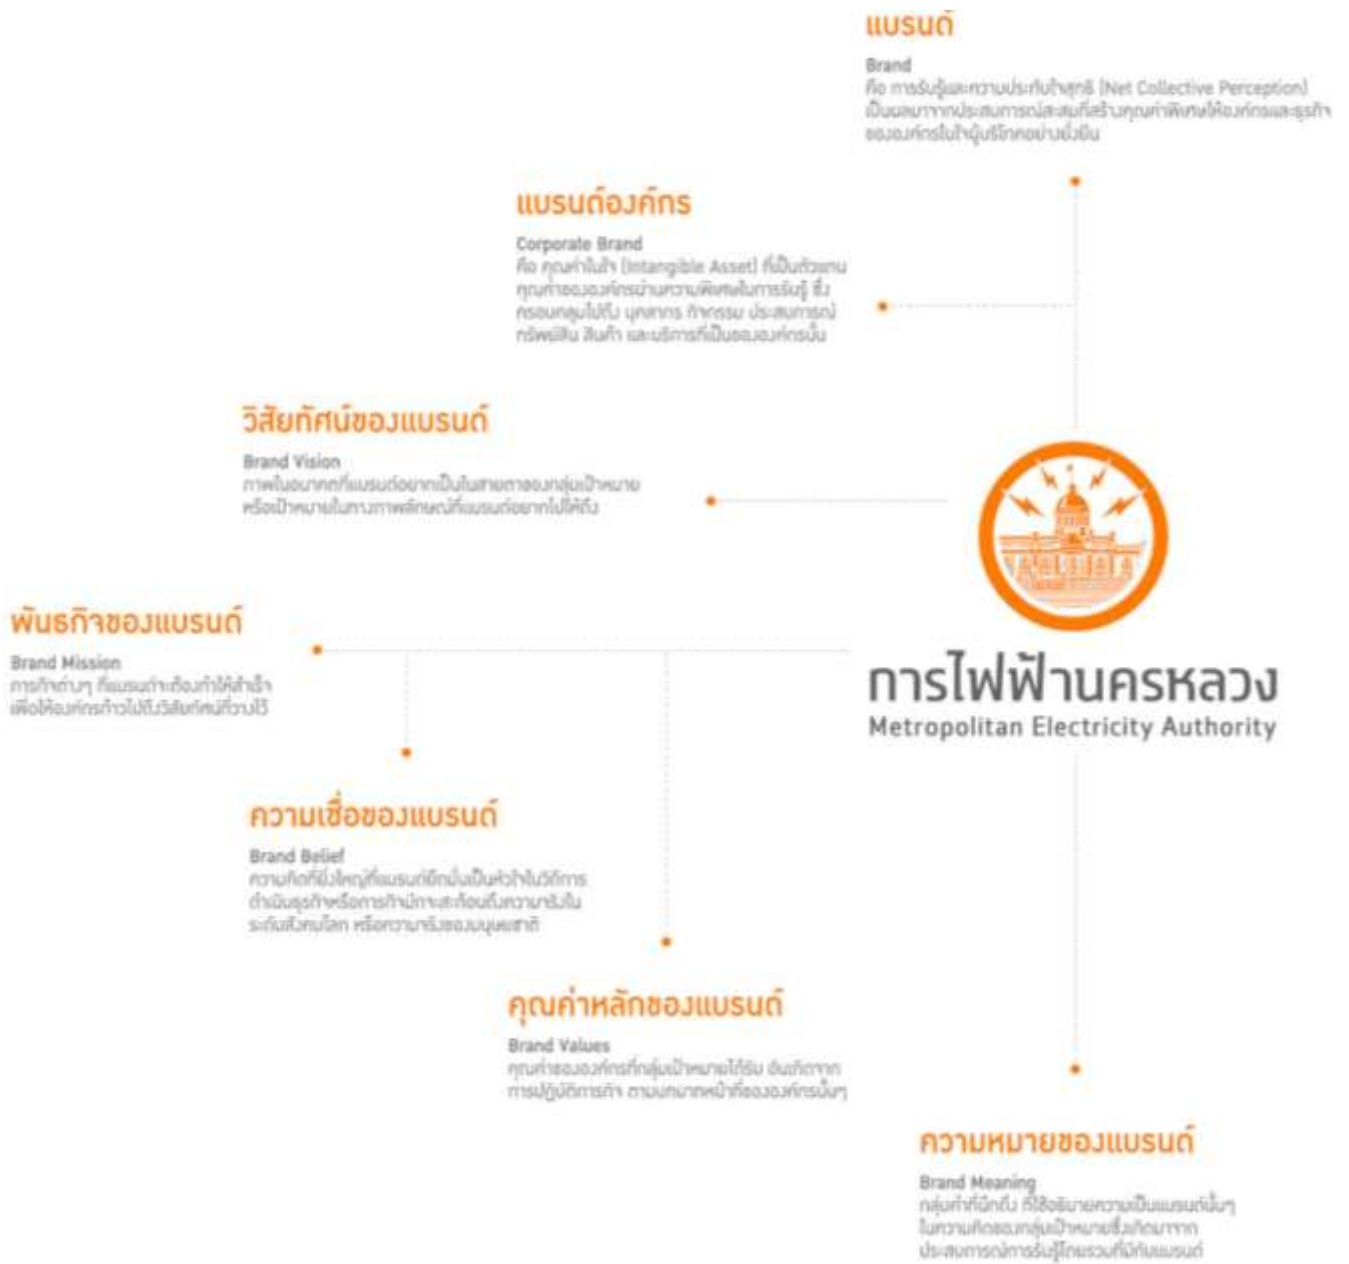 แบรนด์
Brand
คือ การรับรู้และความประทับใจสุทธิ (Net Collective Perception)
เป็นผลมาจากประสบการณ์สะสมที่สร้างคุณค่าพิเศษให้องค์กรและธุรกิจ
ขององค์กรในใจผู้บริโภคอย่างยั่งยืน
แบรนด์องค์กร
Corporate Brand
คือ คุณค่าในใจ (Intangible Asset) ที่เป็นตัวแทน
คุณค่าขององค์กรผ่านความพิเศษในการรับรู้ ซึ่ง
ครอบคลุมไปถึง บุคลากร กิจกรรม ประสบการณ์
ทรัพย์สิน สินค้า และบริการที่เป็นขององค์กรนั้น
วิสัยทัศน์ของแบรนด์
Brand Vision
ภาพในอนาคตที่แบรนด์อยากเป็นในสายตาของกลุ่มเป้าหมาย
หรือเป้าหมายในทางภาพลักษณ์ที่แบรนด์อยากไปให้ถึง
พันธกิจของแบรนด์
Brand Mission
ภารกิจต่างๆ ที่แบรนด์จะต้องทำให้สำเร็จ
เพื่อให้องค์กรก้าวไปถึงวิสัยทัศน์ที่วางไว้
การไฟฟ้านครหลวง
Metropolitan Electricity Authority
ความเชื่อของแบรนด์
Brand Belief
ความคิดที่ยิ่งใหญ่ที่แบรนด์ยึดมั่นเป็นหัวใจในวิถีการ
ดำเนินธุรกิจหรือภารกิจมักจะสะท้อนถึงความจริงใน
ระดับสังคมโลก หรือความจริงของมนุษยชาติ
คุณค่าหลักของแบรนด์
Brand Values
คุณค่าขององค์กรที่กลุ่มเป้าหมายได้รับ อันเกิดจาก
การปฏิบัติภารกิจ ตามบทบาทหน้าที่ขององค์กรนั้นๆ
ความหมายของแบรนด์
Brand Meaning
กลุ่มคำที่นึกถึง ที่ใช้อธิบายความเป็นแบรนด์นั้นๆ
ในความคิดของกลุ่มเป้าหมายซึ่งเกิดมาจาก
ประสบการณ์การรับรู้โดยรวมที่มีกับแบรนด์